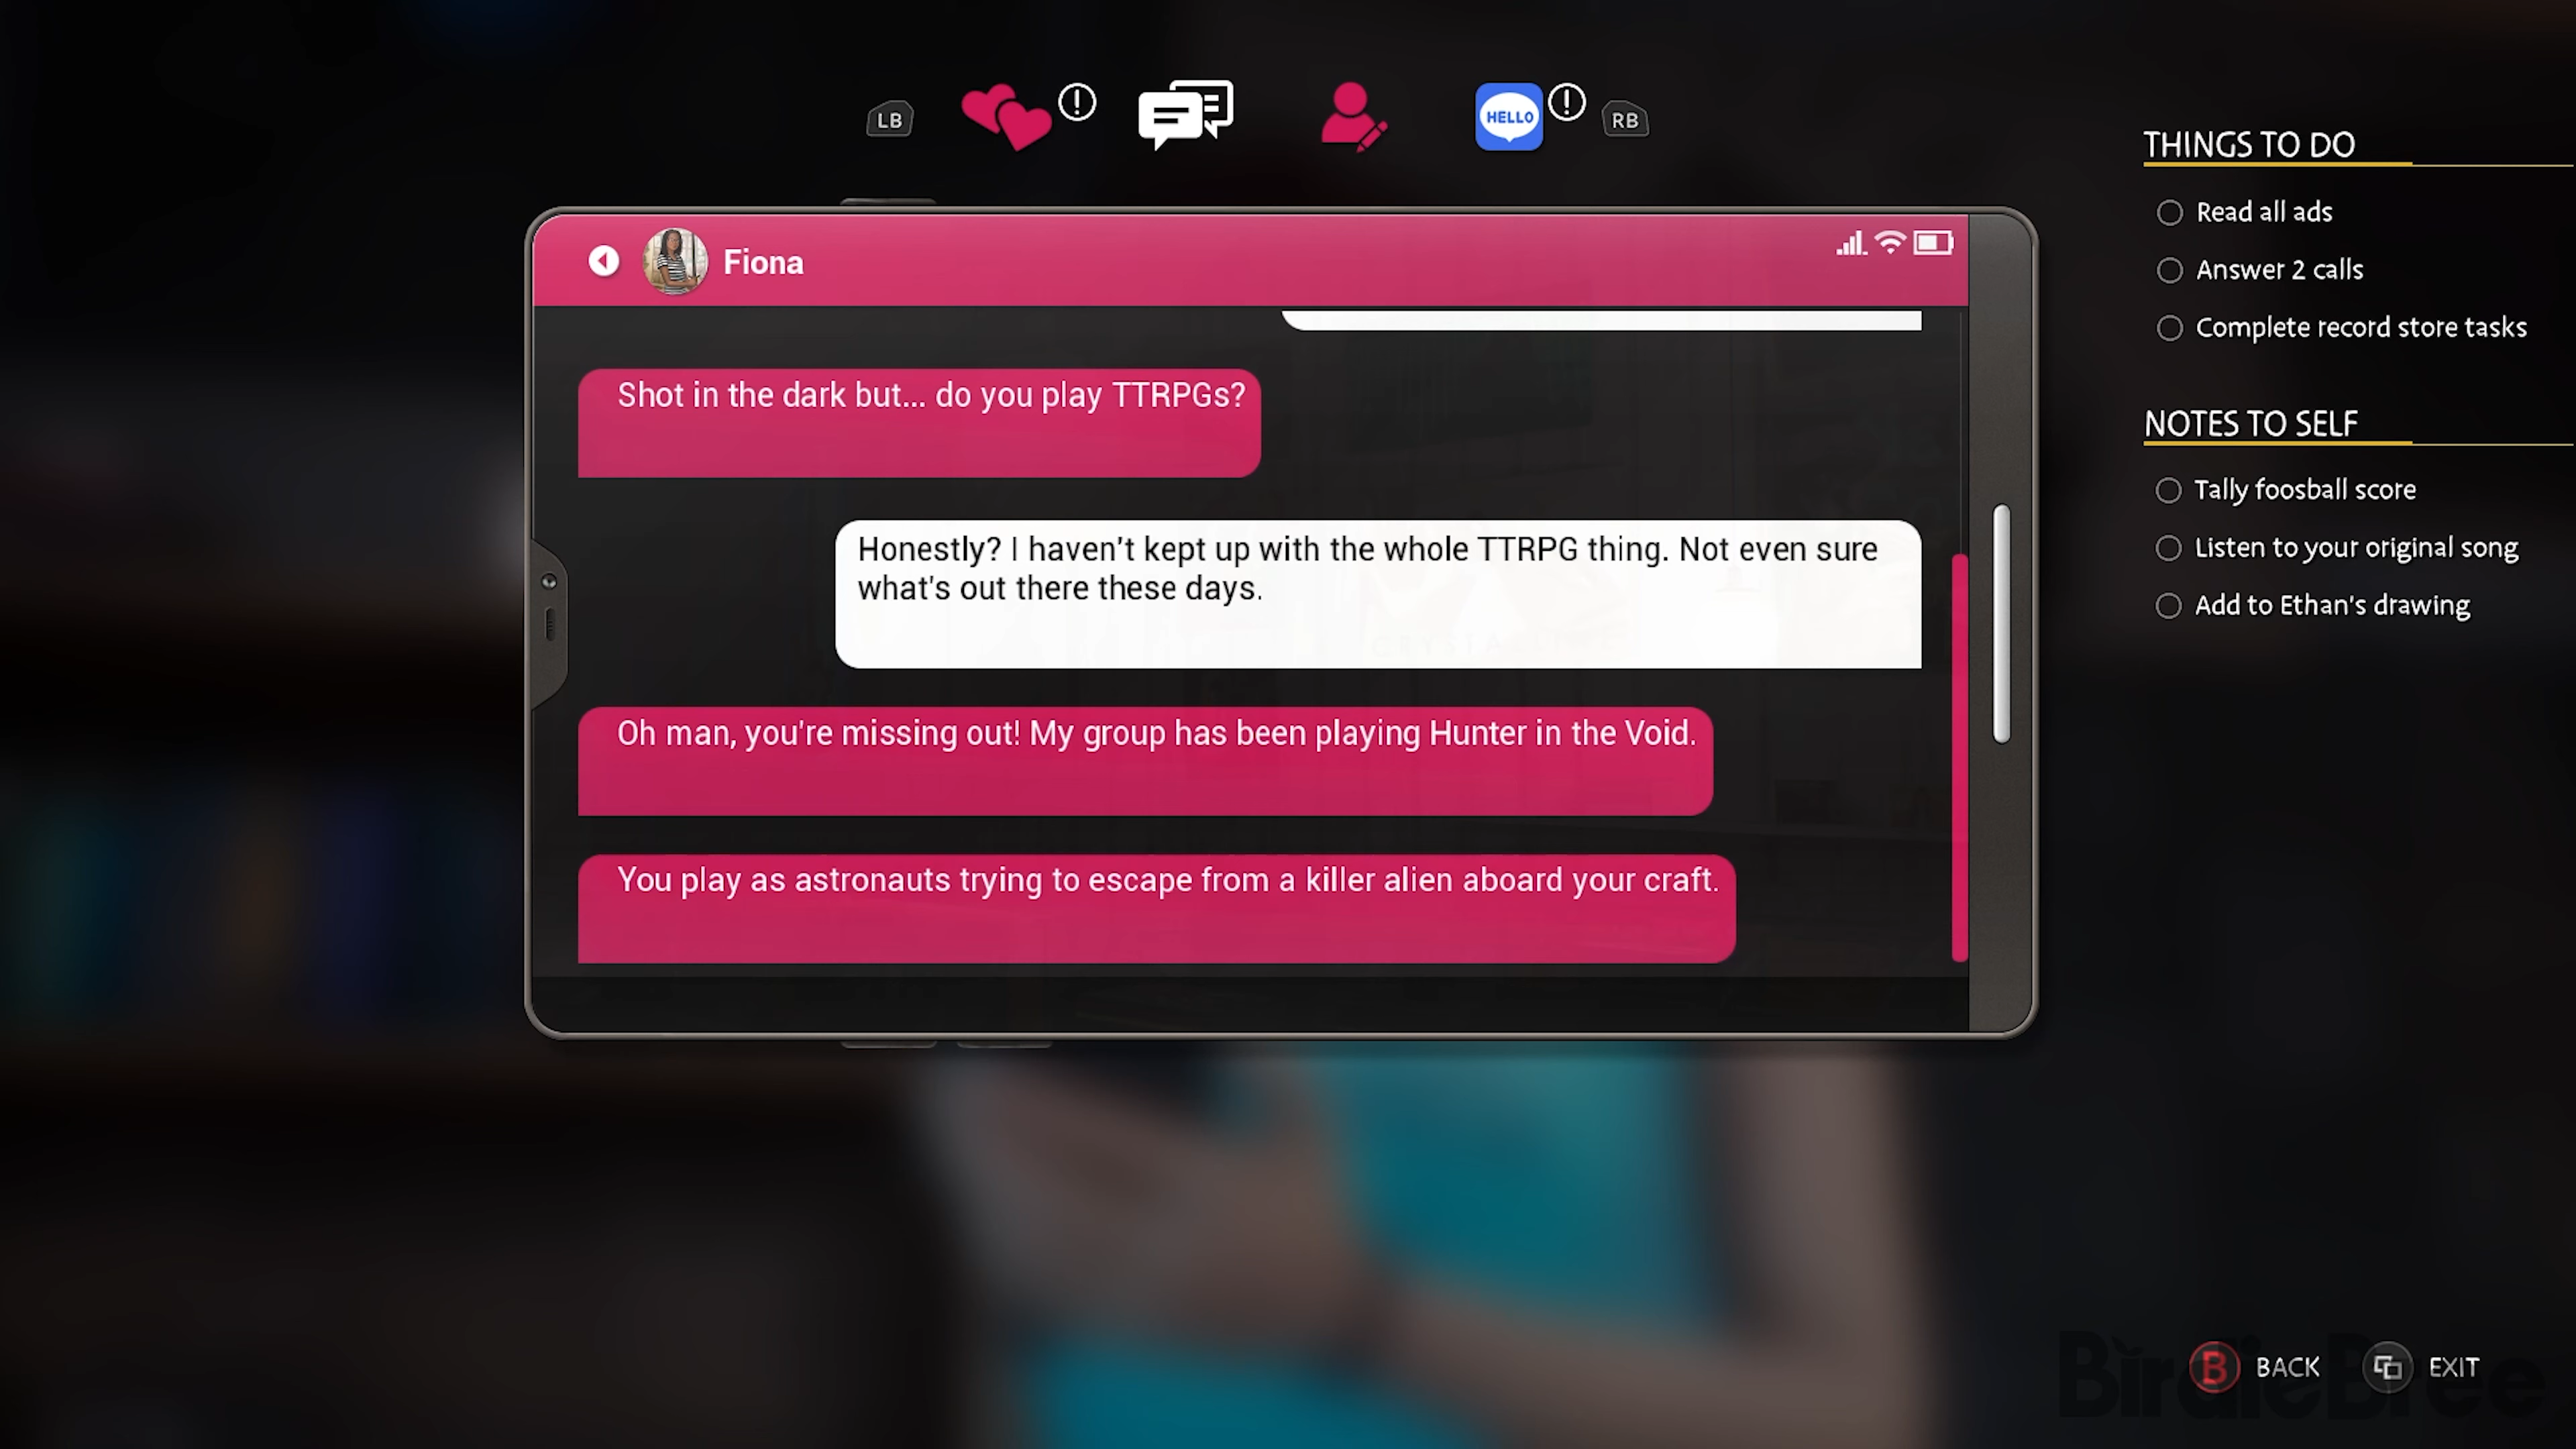 LB
HELLO
RB
Fiona
Shot in the dark but... do you play TTRPGs?
Honestly? I haven't kept up with the whole TTRPG thing. Not even sure
what's out there these days.
Oh man, you're missing out! My group has been playing Hunter in the Void.
You play as astronauts trying to escape from a killer alien aboard your craft.
THINGS TO DO
Read all ads
Answer 2 calls
Complete record store tasks
NOTES TO SELF
Tally foosball score
Listen to your original song
Add to Ethan's drawing
B BACK
EXIT
BirdieBree